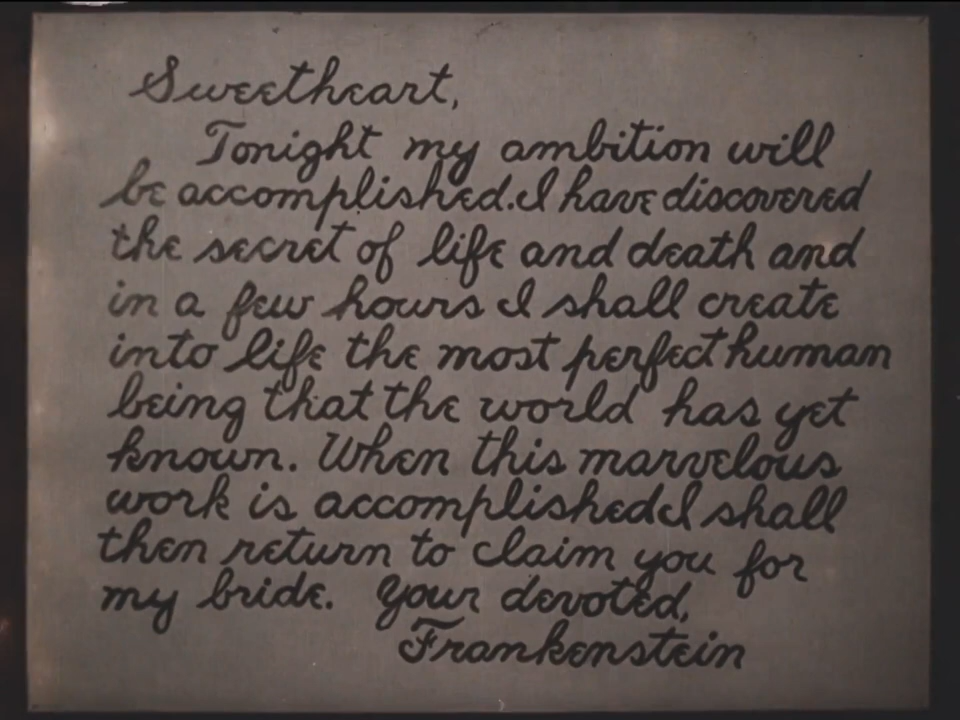 Sweetheart,
Tonight my ambition will
be accomplished. I have discovered
the secret of life and death and
in a few hours I shall create
into life the most perfect human
being that the world has yet
known. When this marvelous
work is accomplished I shall
then return to claim you for
my bride. Your devoted,
Frankenstein